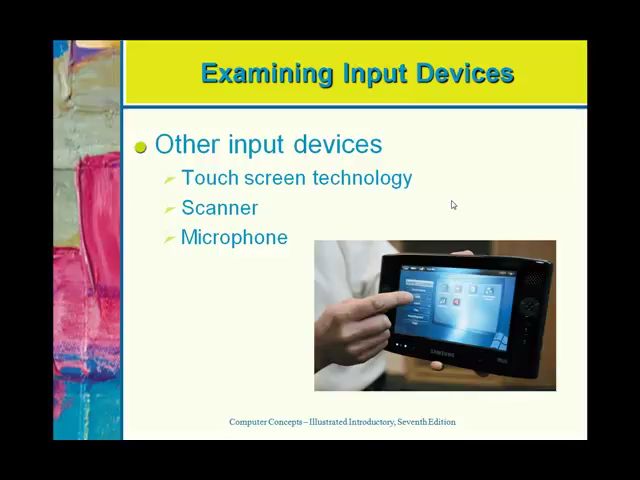 Examining Input Devices
Other input devices
Touch screen technology
Scanner
Microphone
SAMSUNG
Computer Concepts – Illustrated Introductory, Seventh Edition